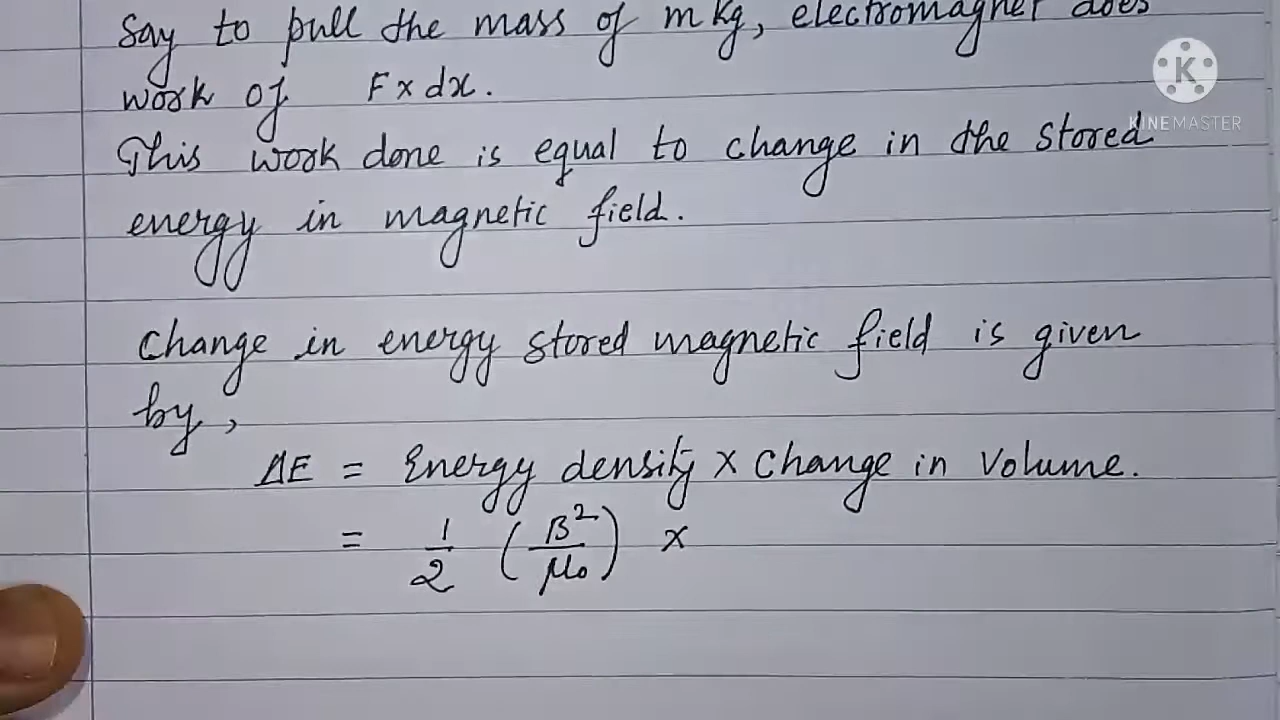 Say to pull the mass of m kg, electromagnet does
work of F x dx.
This work done is equal to change in the stored
energy in magnetic field.
Change in energy stored magnetic field is given
by,
ΔE = Energy density x Change in Volume.
= 1/2 (B²/μ₀) x
K
KINEMASTER